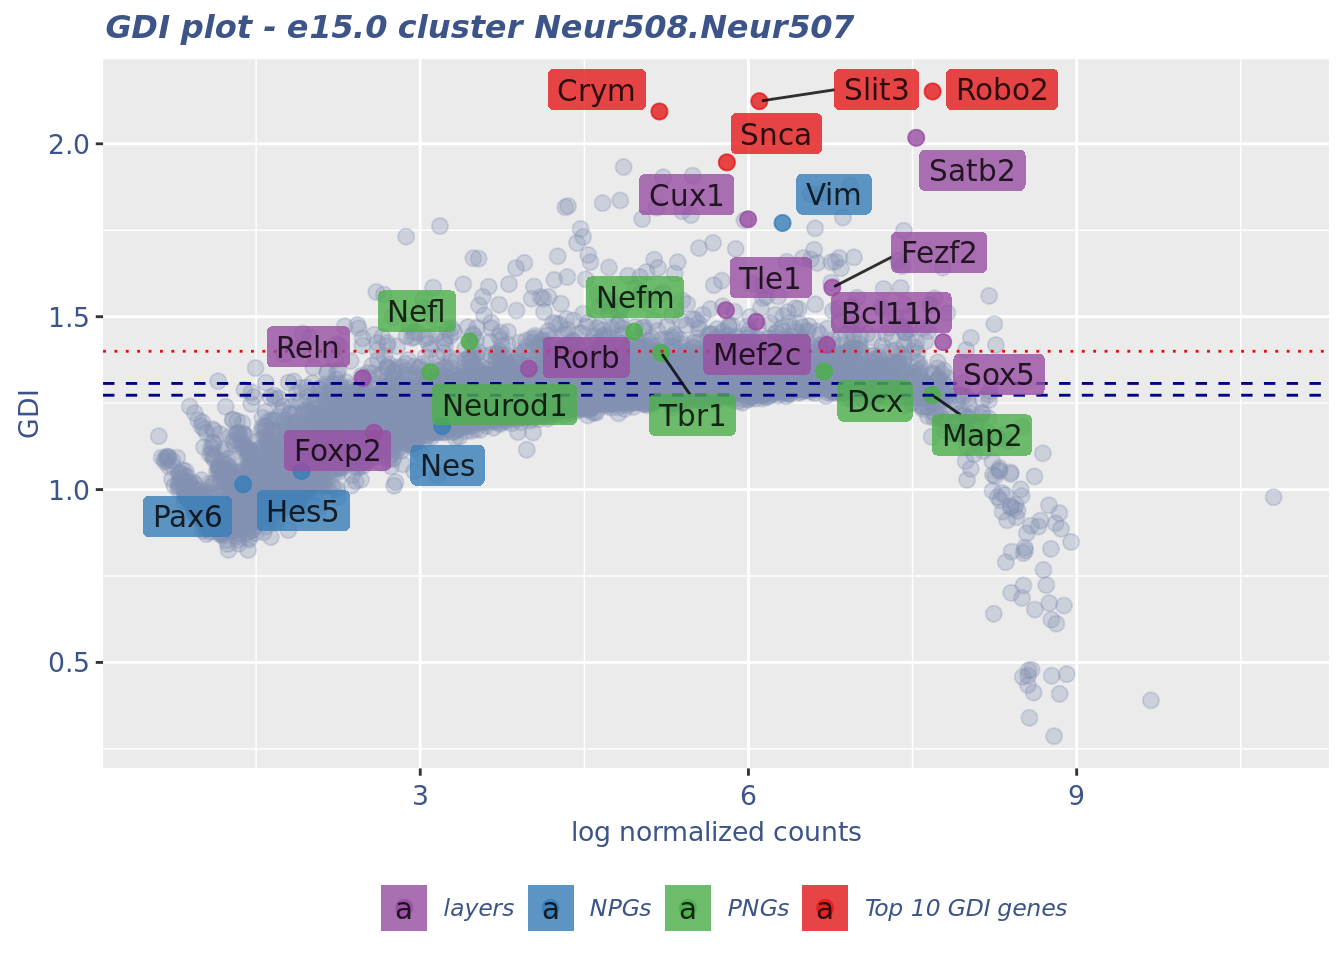 GDI plot - e15.0 cluster Neur508.Neur507
Crym
Slit3
Robo2
Snca
Satb2
Cux1
Vim
Fezf2
Tle1
Nefl
Nefm
Bcl11b
Reln
Rorb
Mef2c
Sox5
Neurod1
Tbr1
Dcx
Map2
Foxp2
Nes
Pax6
Hes5
2.0
1.5
1.0
0.5
GDI
3
6
9
log normalized counts
a layers a NPGs a PNGs a Top 10 GDI genes